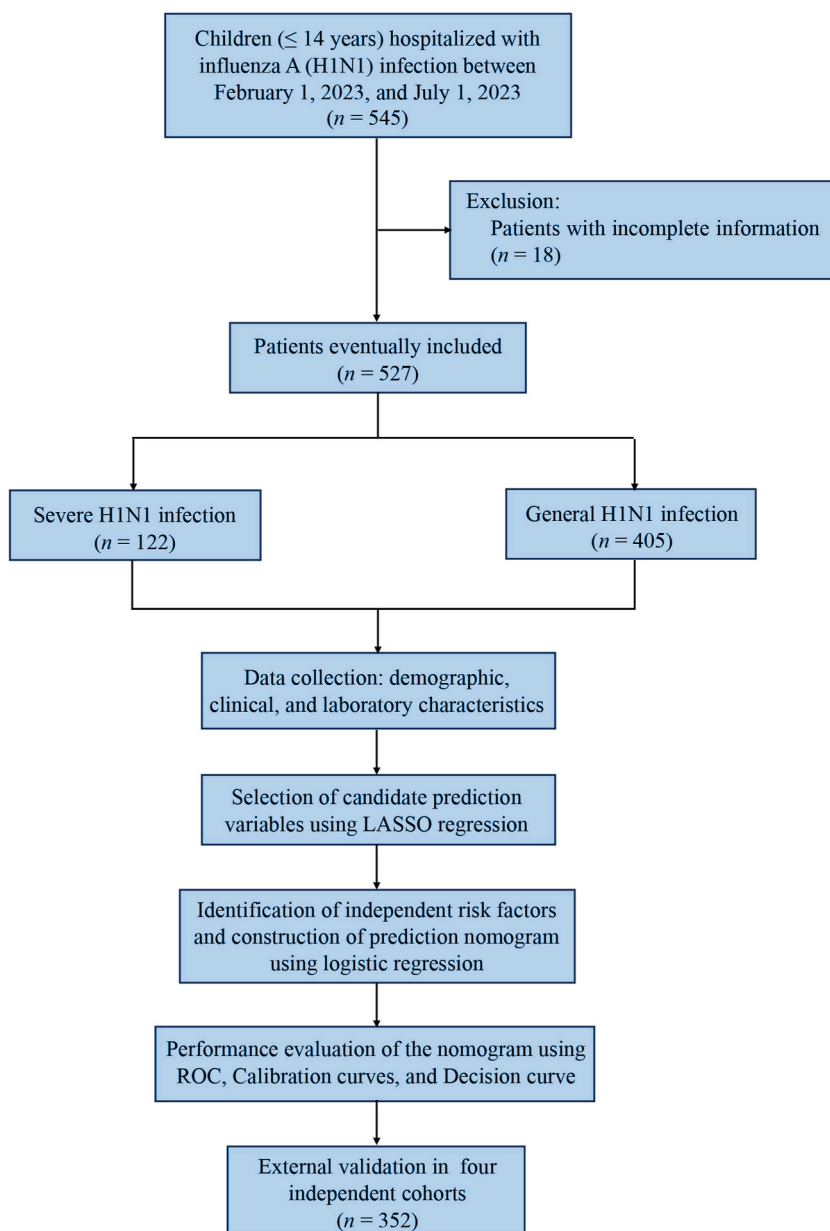 Children (≤ 14 years) hospitalized with
influenza A (H1N1) infection between
February 1, 2023, and July 1, 2023
(n = 545)
Exclusion:
Patients with incomplete information
(n = 18)
Patients eventually included
(n = 527)
Severe H1N1 infection
(n = 122)
General H1N1 infection
(n = 405)
Data collection: demographic,
clinical, and laboratory characteristics
Selection of candidate prediction
variables using LASSO regression
Identification of independent risk factors
and construction of prediction nomogram
using logistic regression
Performance evaluation of the nomogram using
ROC, Calibration curves, and Decision curve
External validation in four
independent cohorts
(n = 352)